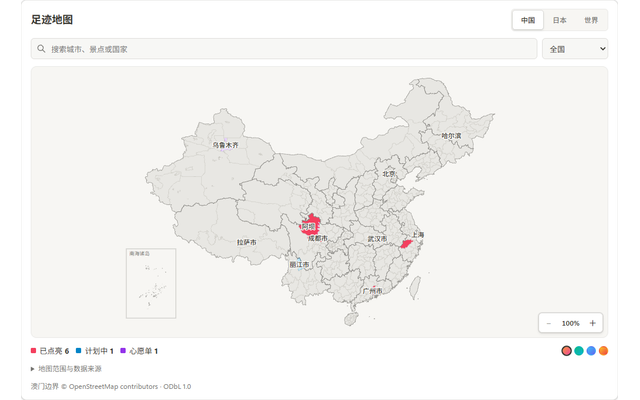 足迹地图
中国 日本 世界
搜索城市、景点或国家
全国
哈尔滨
乌鲁木齐
北京
阿坝
上海
成都市
武汉市
拉萨市
丽江市
南海诸岛
广州市
− 100% +
已点亮 6 计划中 1 心愿单 1
地图范围与数据来源
澳门边界 © OpenStreetMap contributors · ODbL 1.0